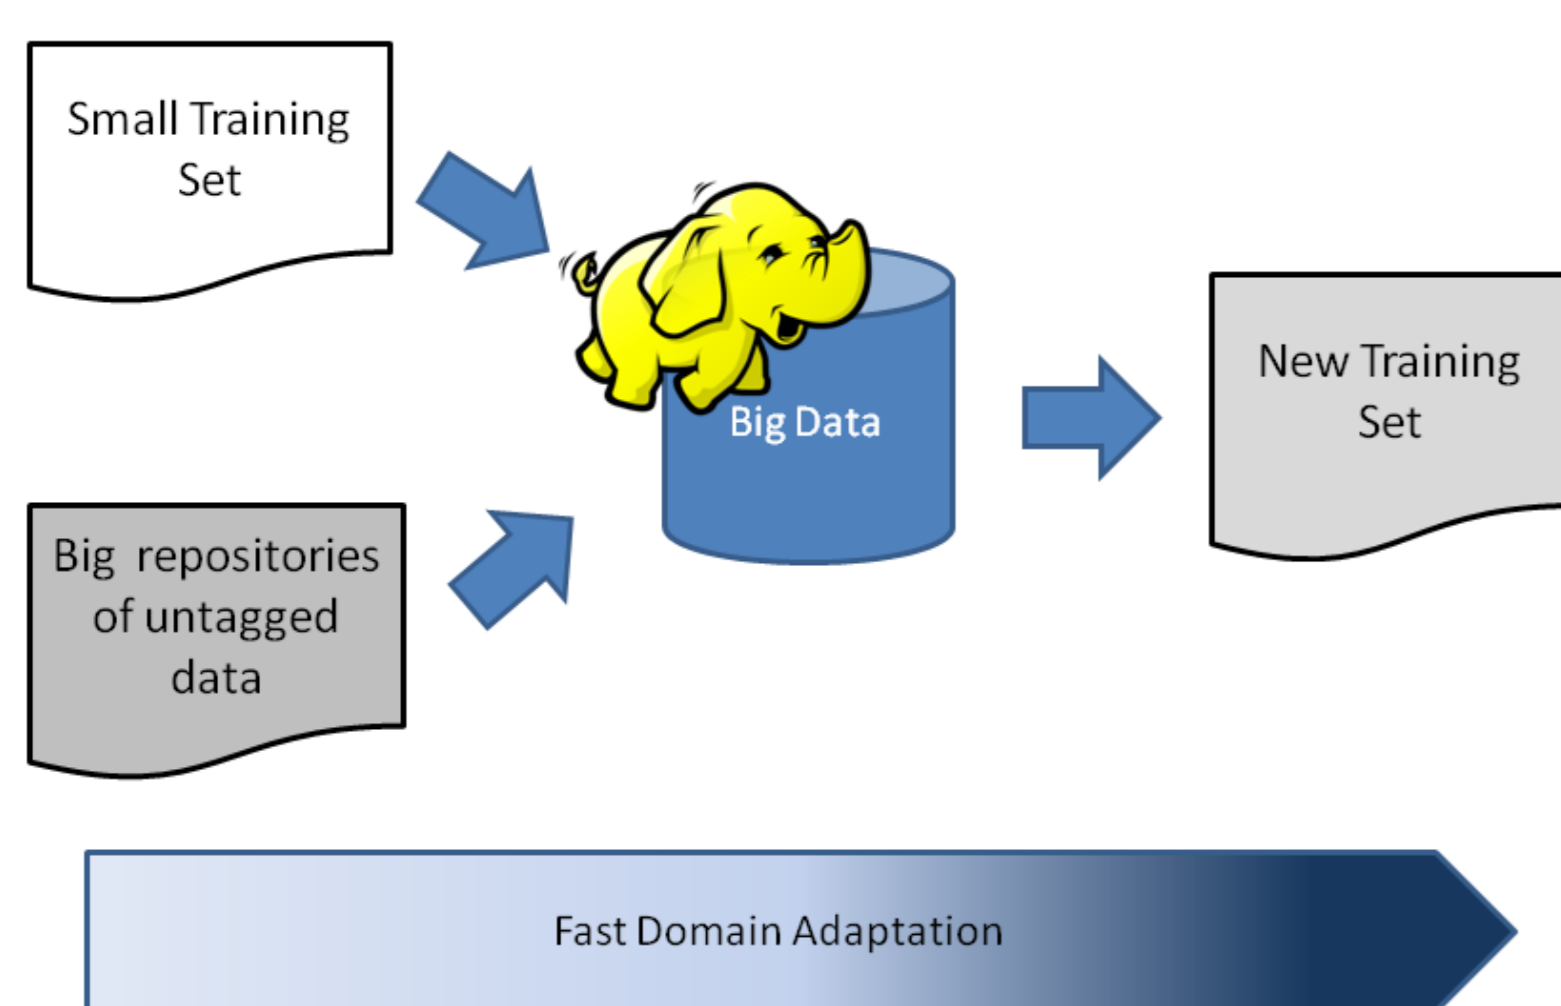 Small Training
Set
Big Data
New Training
Set
Big repositories
of untagged
data
Fast Domain Adaptation